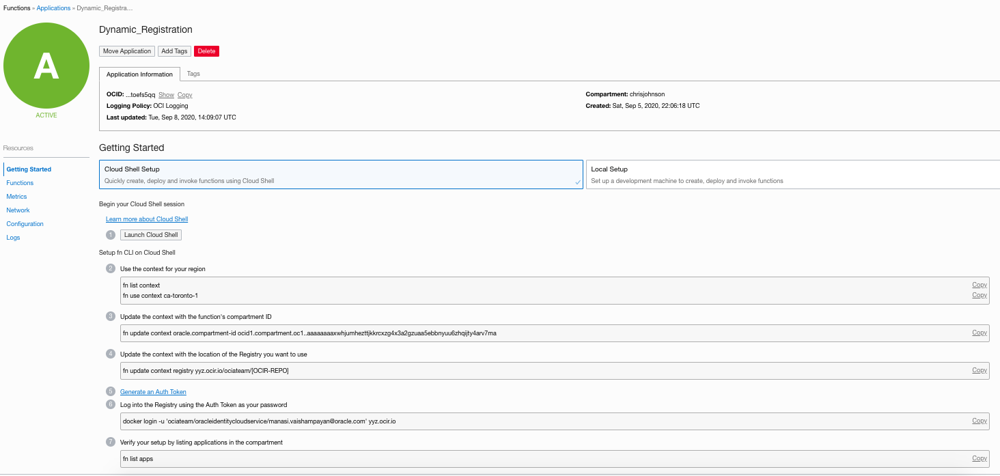 Functions » Applications » Dynamic_Registra...
A
ACTIVE
Dynamic_Registration
Move Application Add Tags Delete
Application Information Tags
OCID: ...toefs5qq Show Copy
Compartment: chrisjohnson
Logging Policy: OCI Logging
Created: Sat, Sep 5, 2020, 22:06:18 UTC
Last updated: Tue, Sep 8, 2020, 14:09:07 UTC
Resources
Getting Started
Functions
Metrics
Network
Configuration
Logs
Getting Started
Cloud Shell Setup
Quickly create, deploy and invoke functions using Cloud Shell
Local Setup
Set up a development machine to create, deploy and invoke functions
Begin your Cloud Shell session
Learn more about Cloud Shell
1 Launch Cloud Shell
Setup fn CLI on Cloud Shell
2 Use the context for your region
fn list context Copy
fn use context ca-toronto-1 Copy
3 Update the context with the function's compartment ID
fn update context oracle.compartment-id ocid1.compartment.oc1..aaaaaaaaxwhjumhezttjkkrcxzg4x3a2gzuaa5ebbnyuu6zhqijty4arv7ma Copy
4 Update the context with the location of the Registry you want to use
fn update context registry yyz.ocir.io/ociateam/[OCIR-REPO] Copy
5 Generate an Auth Token
6 Log into the Registry using the Auth Token as your password
docker login -u 'ociateam/oracleidentitycloudservice/manasi.vaishampayan@oracle.com' yyz.ocir.io Copy
7 Verify your setup by listing applications in the compartment
fn list apps Copy